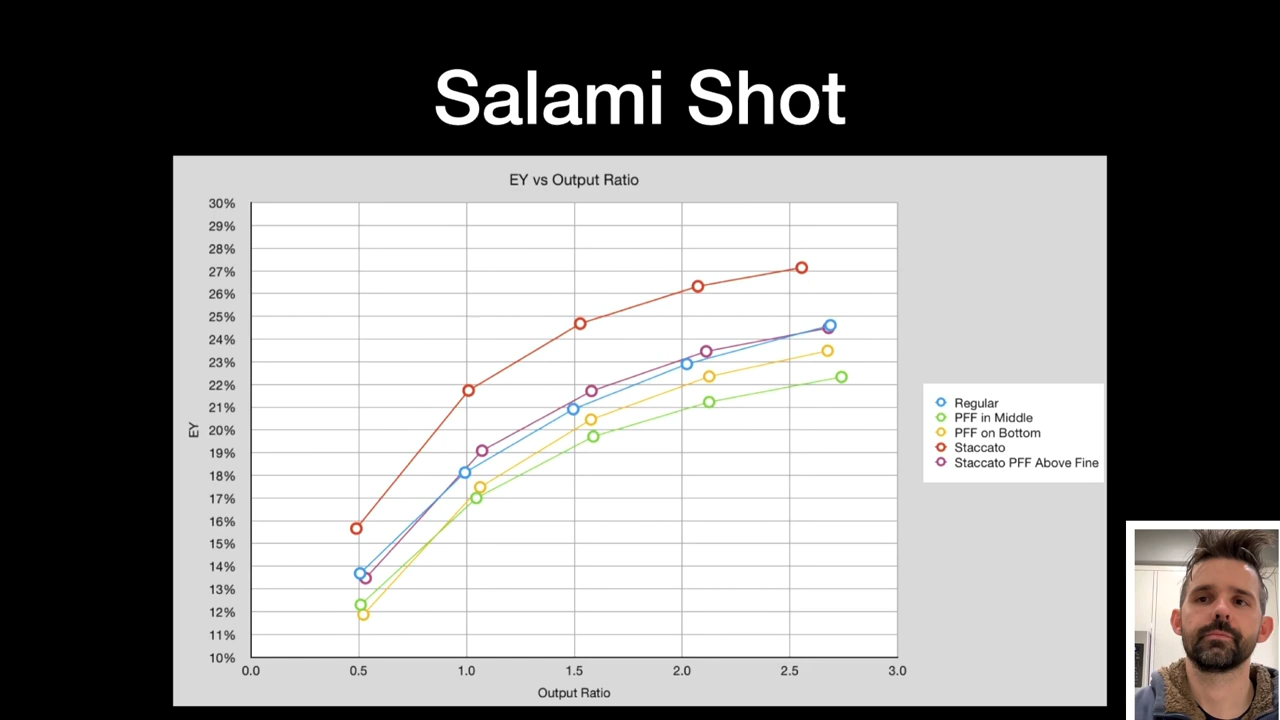 Salami Shot
EY vs Output Ratio
30%
29%
28%
27%
26%
25%
24%
23%
22%
21%
20%
19%
18%
17%
16%
15%
14%
13%
12%
11%
10%
EY
0.0 0.5 1.0 1.5 2.0 2.5 3.0
Output Ratio
Regular
PFF in Middle
PFF on Bottom
Staccato
Staccato PFF Above Fine